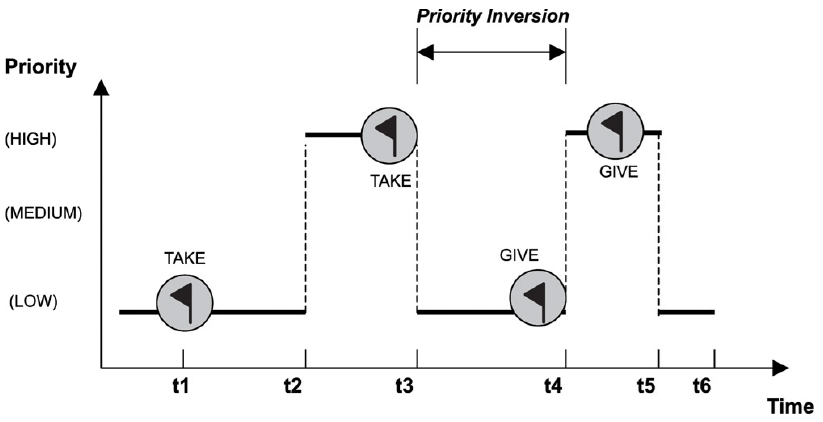 Priority Inversion
Priority
(HIGH)
TAKE
GIVE
(MEDIUM)
TAKE
GIVE
(LOW)
t1 t2 t3 t4 t5 t6
Time